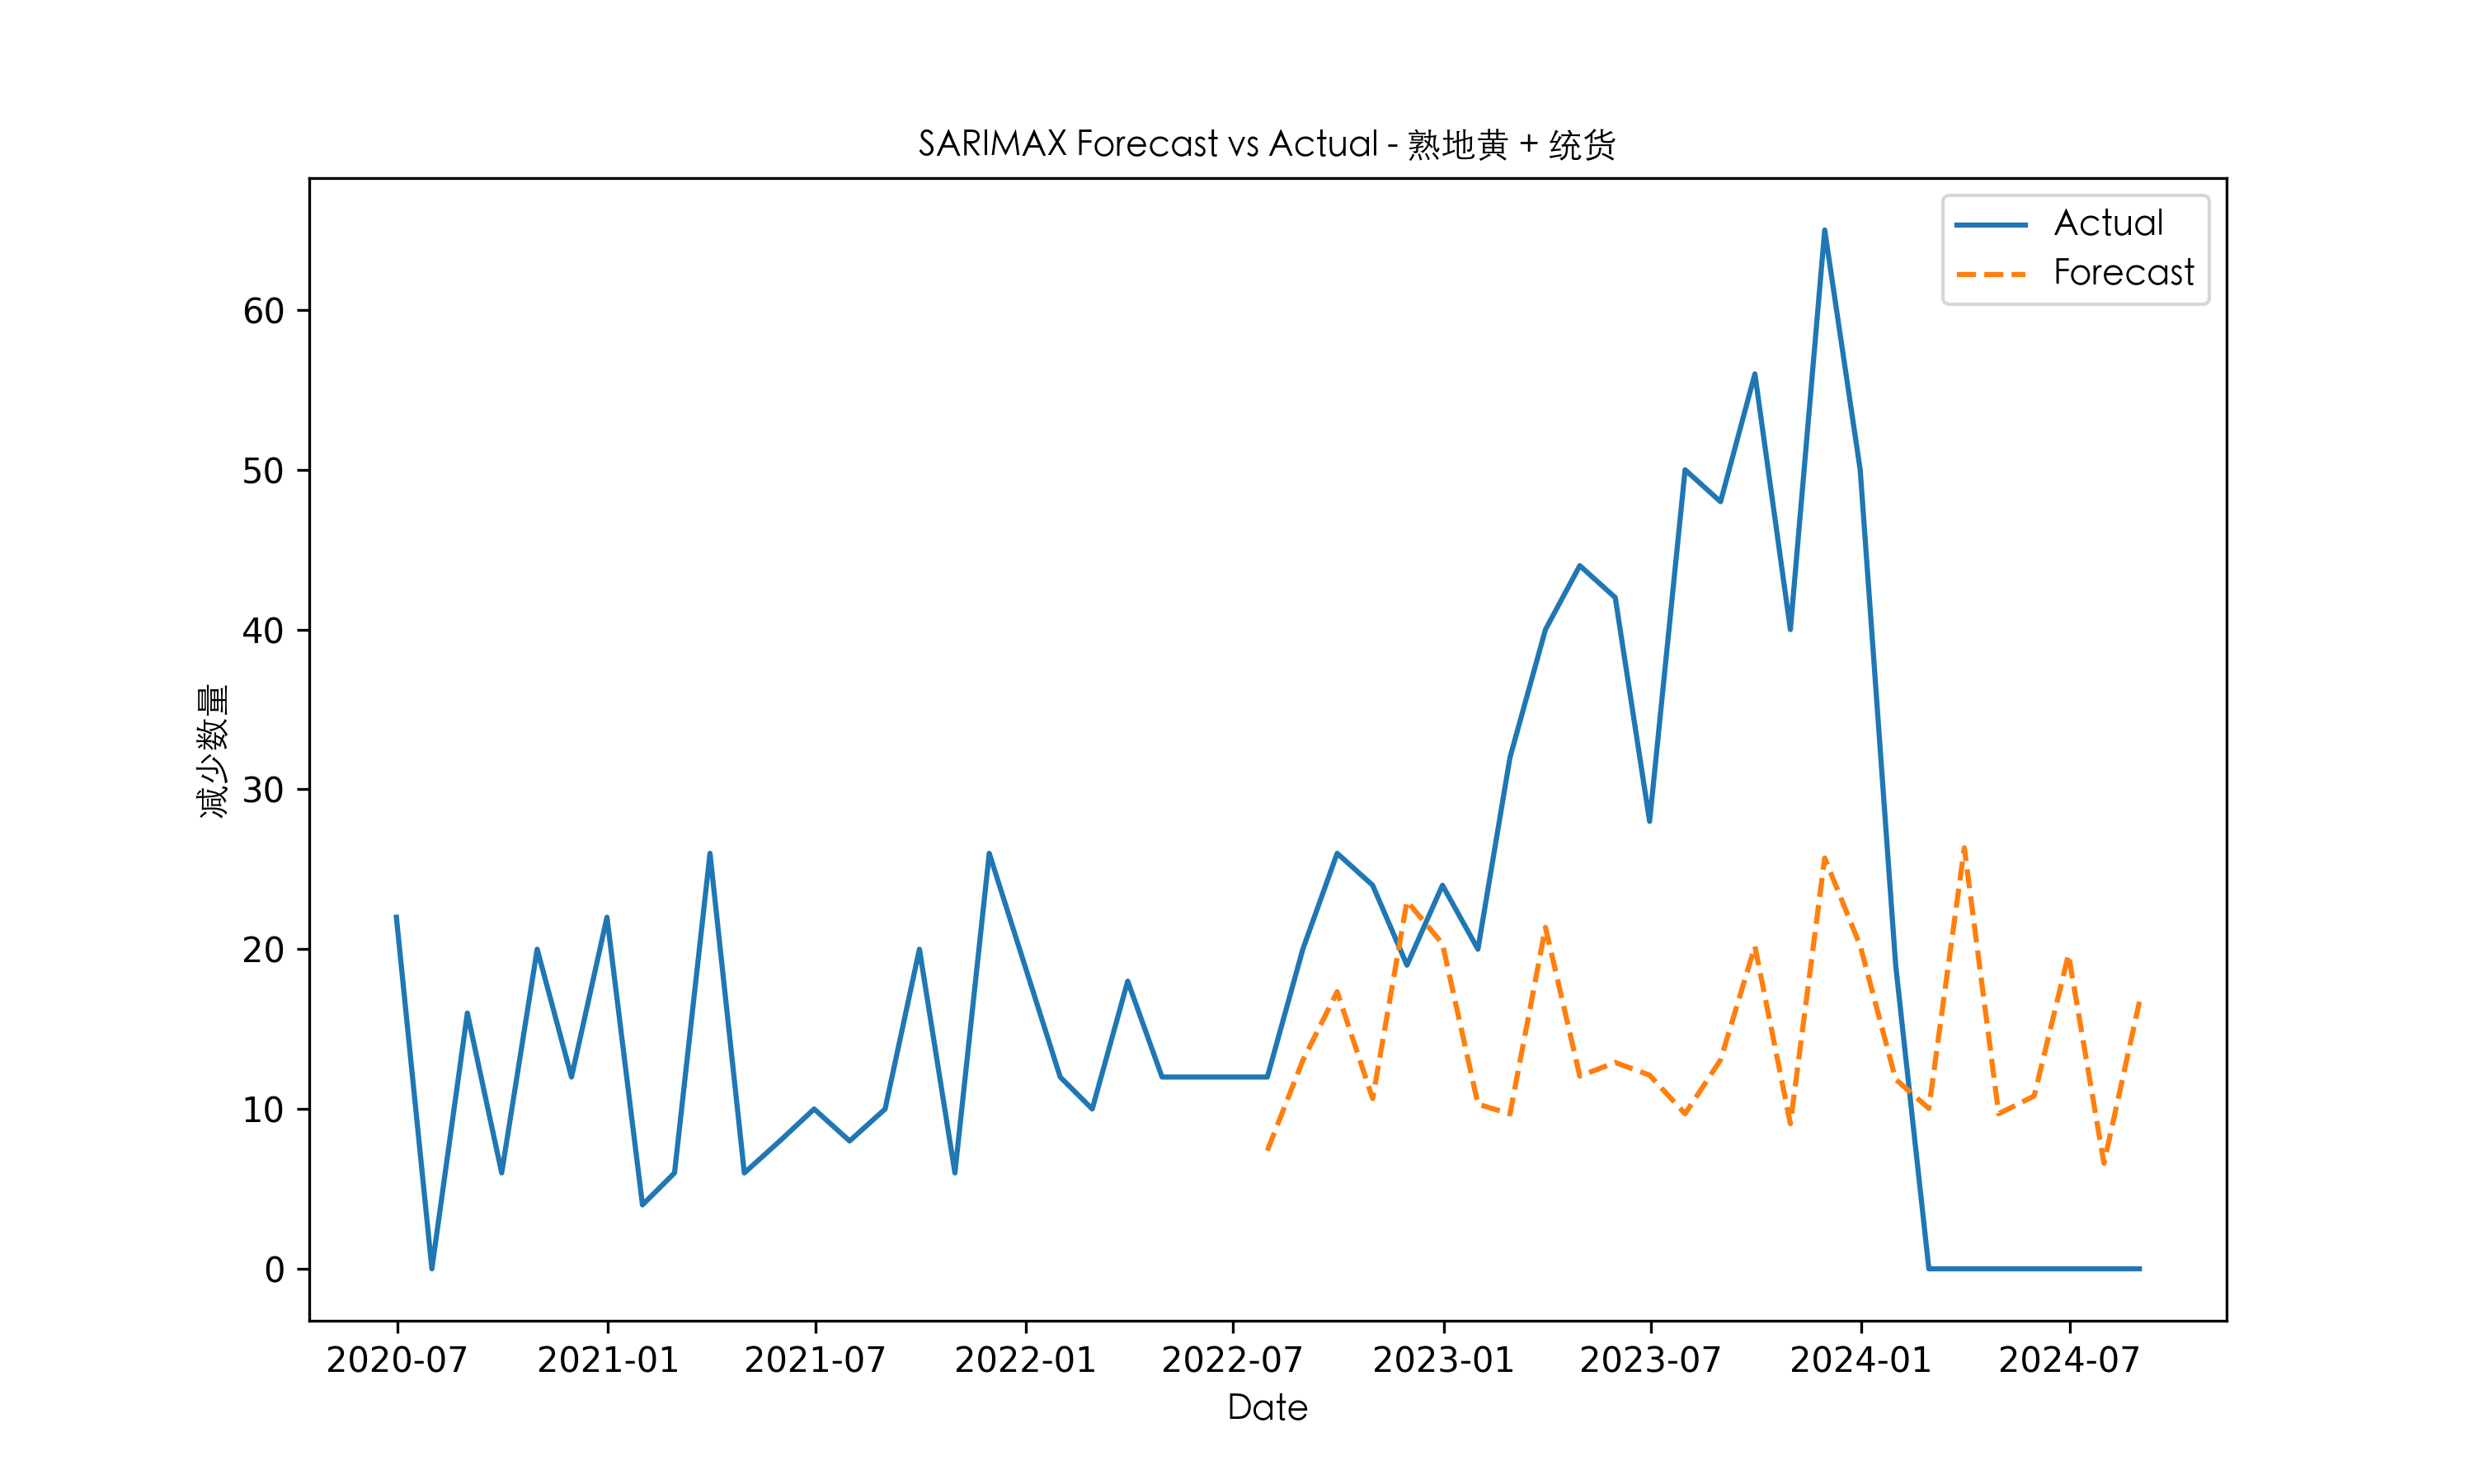 SARIMAX Forecast vs Actual - 熟地黄 + 统货
Actual
Forecast
减少数量
60
50
40
30
20
10
0
2020-07 2021-01 2021-07 2022-01 2022-07 2023-01 2023-07 2024-01 2024-07
Date